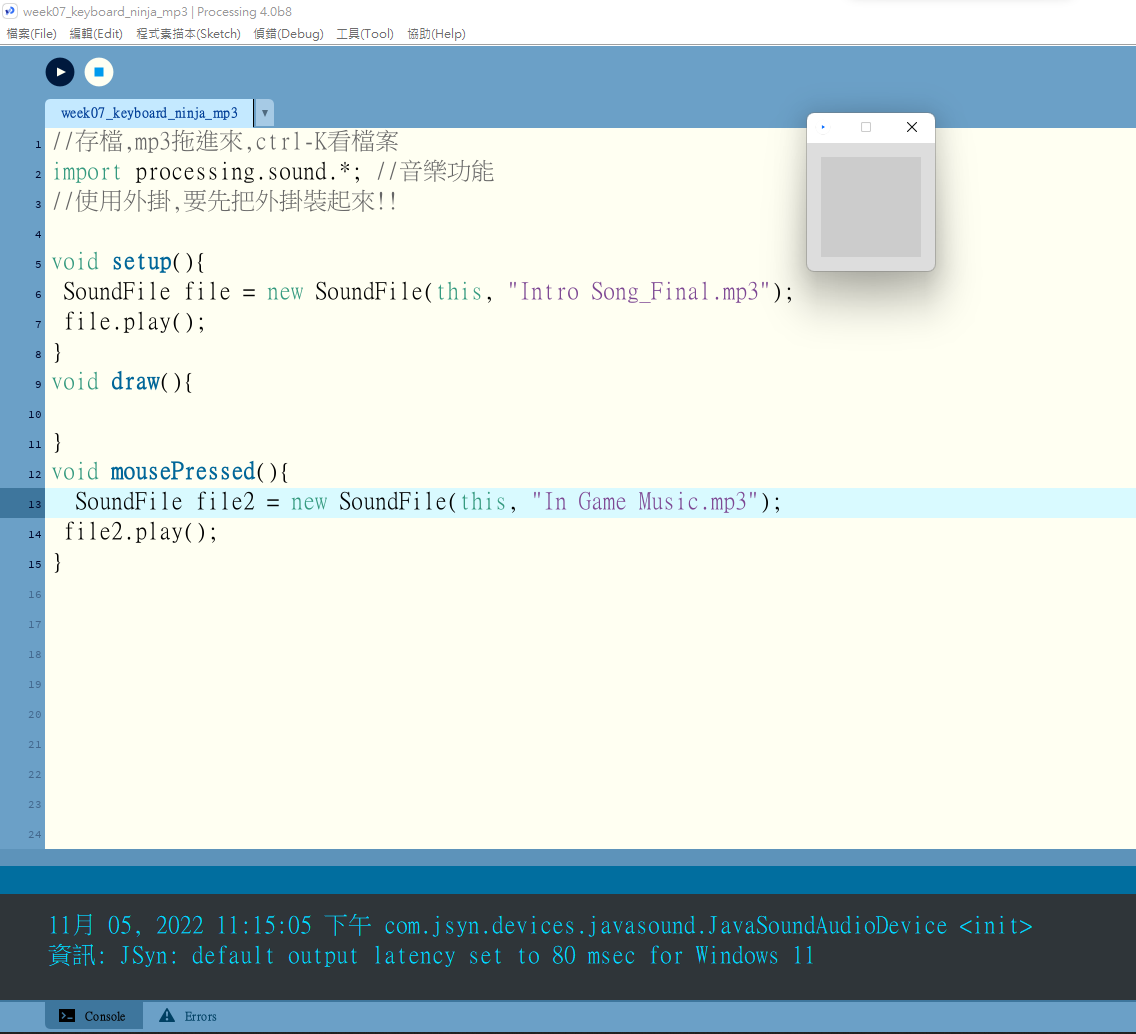 week07_keyboard_ninja_mp3 | Processing 4.0b8
檔案(File) 編輯(Edit) 程式素描本(Sketch) 偵錯(Debug) 工具(Tool) 協助(Help)
week07_keyboard_ninja_mp3 ▾
1 //存檔,mp3拖進來,ctrl-K看檔案
2 import processing.sound.*; //音樂功能
3 //使用外掛,要先把外掛裝起來!!
4
5 void setup(){
6 SoundFile file = new SoundFile(this, "Intro Song_Final.mp3");
7 file.play();
8 }
9 void draw(){
10
11 }
12 void mousePressed(){
13 SoundFile file2 = new SoundFile(this, "In Game Music.mp3");
14 file2.play();
15 }
16
17
18
19
20
21
22
23
24
11月 05, 2022 11:15:05 下午 com.jsyn.devices.javasound.JavaSoundAudioDevice <init>
資訊: JSyn: default output latency set to 80 msec for Windows 11
Console Errors